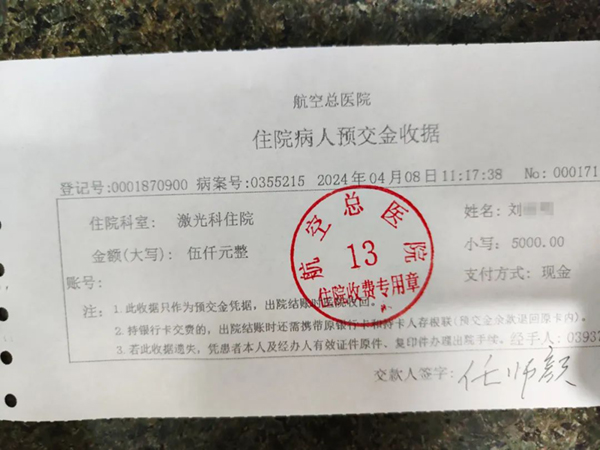 航空总医院
住院病人预交金收据
登记号:0001870900 病案号:0355215 2024年04月08日 11:17:38 No: 000171
住院科室: 激光科住院 姓名: 刘
金额(大写): 伍仟元整 小写: 5000.00
账号: 支付方式: 现金
航空总医院
13
住院收费专用章
注: 1.此收据只作为预交金凭据, 出院结账时
2.持银行卡交费的, 出院结账时还需携带原银行卡和持卡人存根联(预交金余款退回原卡内)。
3.若此收据遗失, 凭患者本人及经办人有效证件原件、复印件办理出院手续。 经手人: 03937
交款人签字: 任师颜